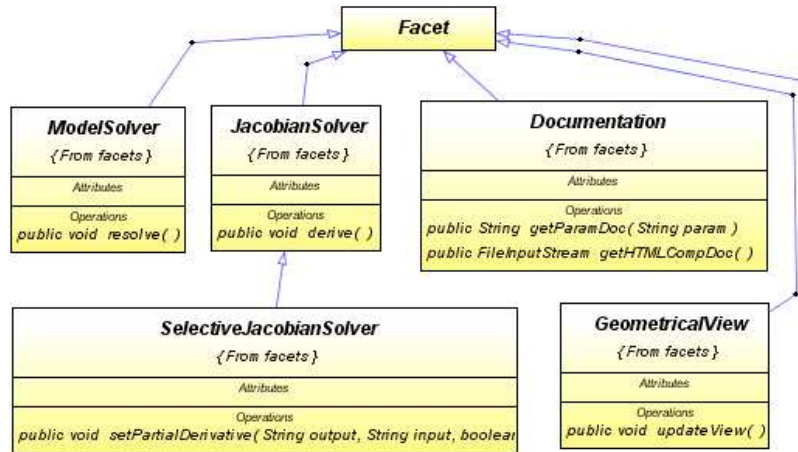 Facet
ModelSolver
{From facets}
Attributes
Operations
public void resolve( )
JacobianSolver
{From facets}
Attributes
Operations
public void derive( )
Documentation
{From facets}
Attributes
Operations
public String getParamDoc( String param )
public FileInputStream getHTMLCompDoc( )
SelectiveJacobianSolver
{From facets}
Attributes
Operations
public void setPartialDerivative( String output, String input, boolean
GeometricalView
{From facets}
Attributes
Operations
public void updateView( )